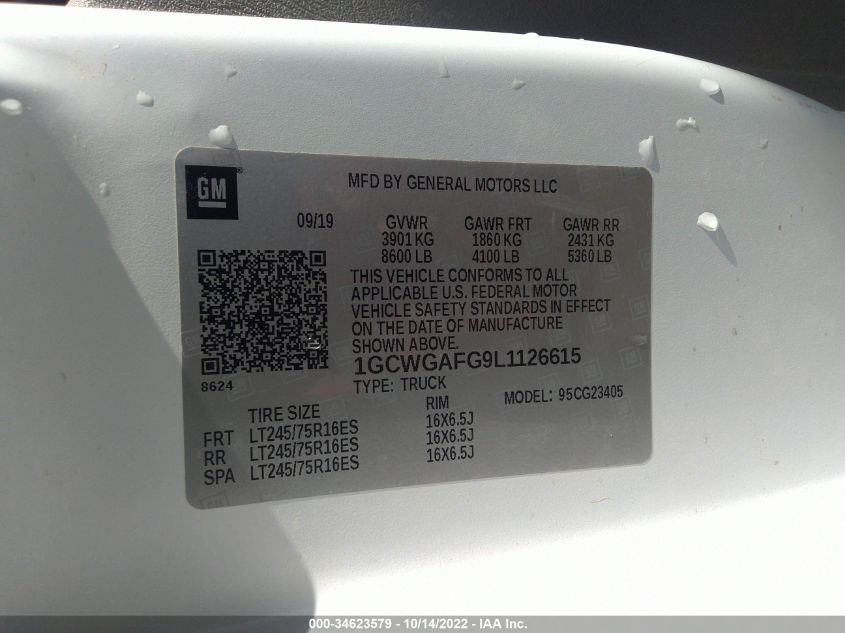 GM
MFD BY GENERAL MOTORS LLC
09/19 GVWR GAWR FRT GAWR RR
3901 KG 1860 KG 2431 KG
8600 LB 4100 LB 5360 LB
THIS VEHICLE CONFORMS TO ALL
APPLICABLE U.S. FEDERAL MOTOR
VEHICLE SAFETY STANDARDS IN EFFECT
ON THE DATE OF MANUFACTURE
SHOWN ABOVE.
8624
1GCWGAFG9L1126615
TYPE: TRUCK MODEL: 95CG23405
TIRE SIZE RIM
FRT LT245/75R16ES 16X6.5J
RR LT245/75R16ES 16X6.5J
SPA LT245/75R16ES 16X6.5J
000-34623579 - 10/14/2022 - IAA Inc.